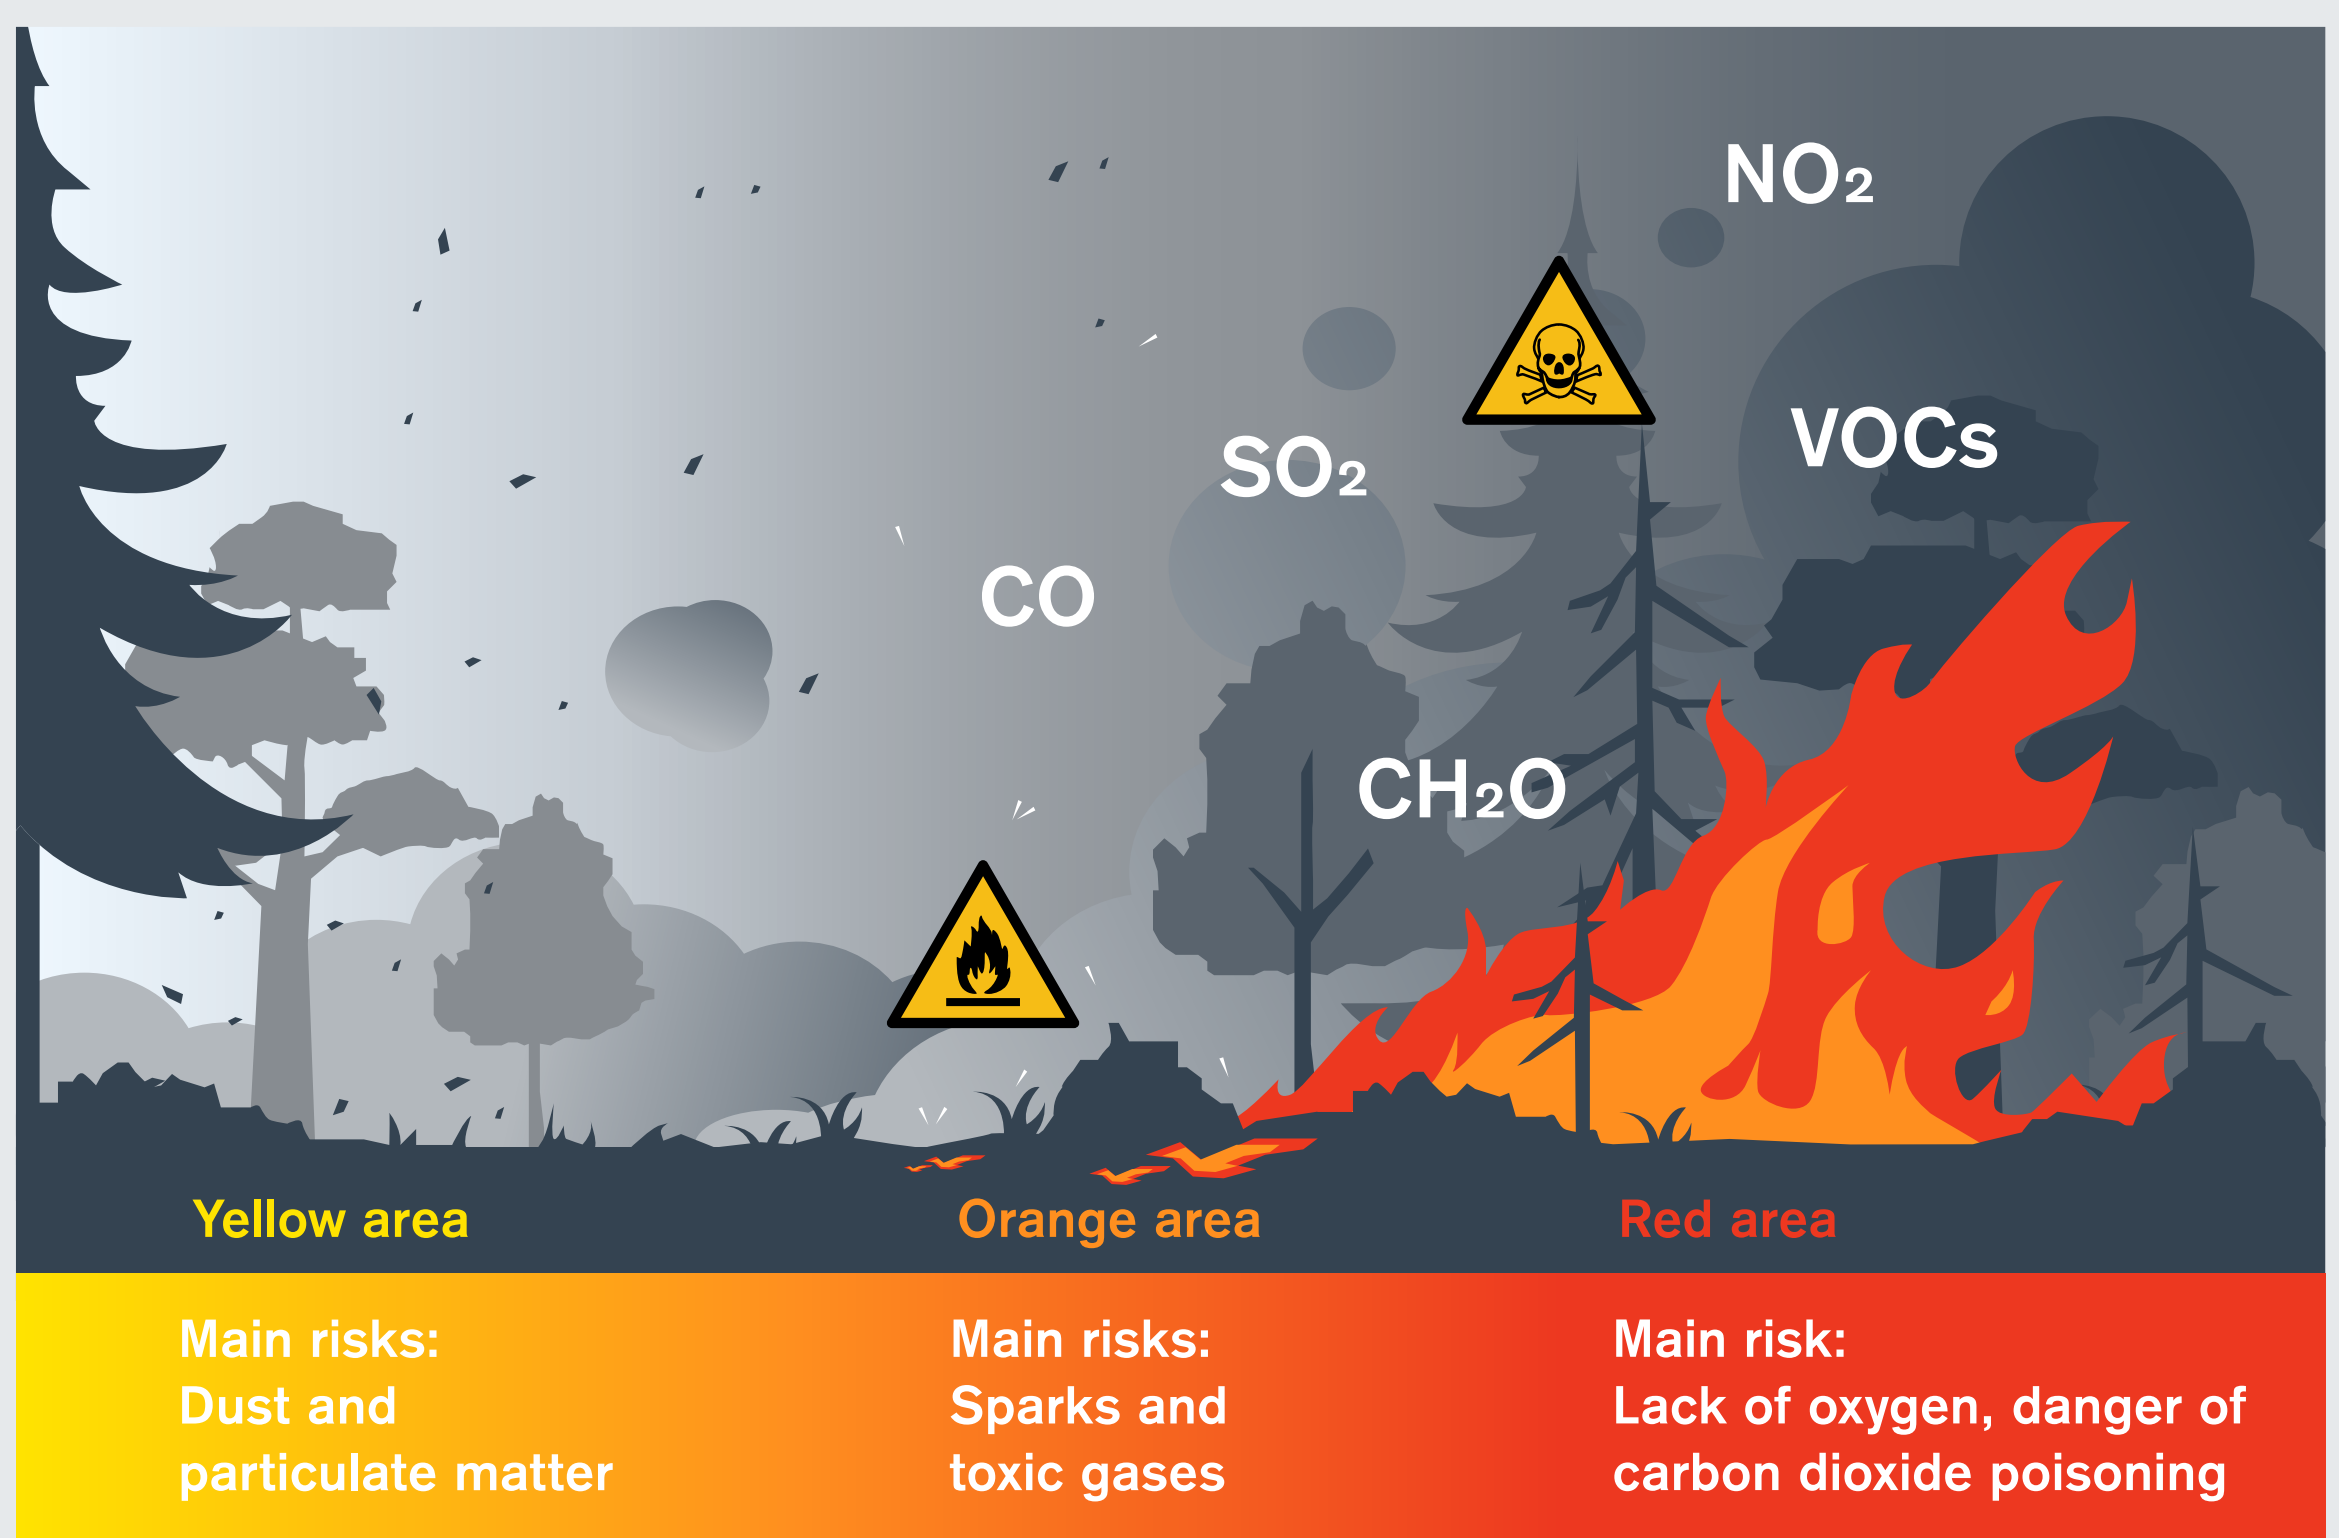 NO₂
VOCs
SO₂
CO
CH₂O
Yellow area
Orange area
Red area
Main risks:
Dust and
particulate matter
Main risks:
Sparks and
toxic gases
Main risk:
Lack of oxygen, danger of
carbon dioxide poisoning